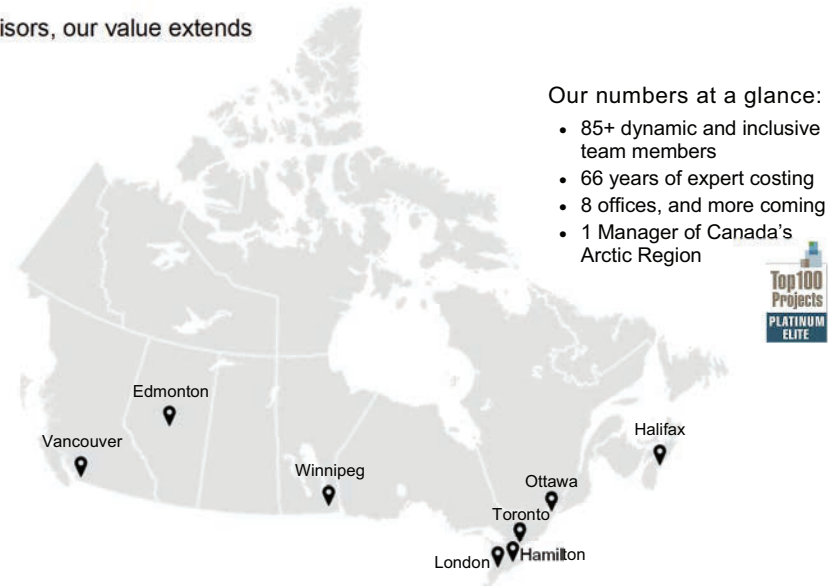 isors, our value extends
Our numbers at a glance:
• 85+ dynamic and inclusive
team members
• 66 years of expert costing
• 8 offices, and more coming
• 1 Manager of Canada's
Arctic Region
Top100
Projects
PLATINUM
ELITE
Edmonton
Vancouver
Winnipeg
Halifax
Ottawa
Toronto
London
Hamilton